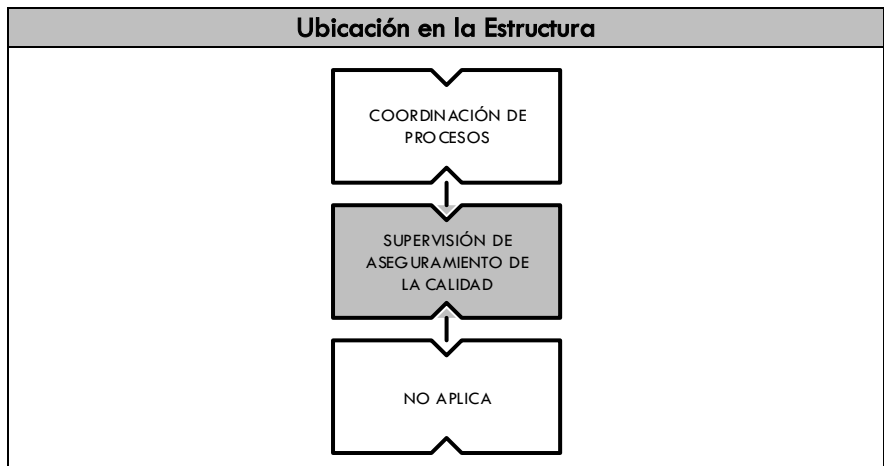 Ubicación en la Estructura
COORDINACIÓN DE
PROCESOS
SUPERVISIÓN DE
ASEGURAMIENTO DE
LA CALIDAD
NO APLICA